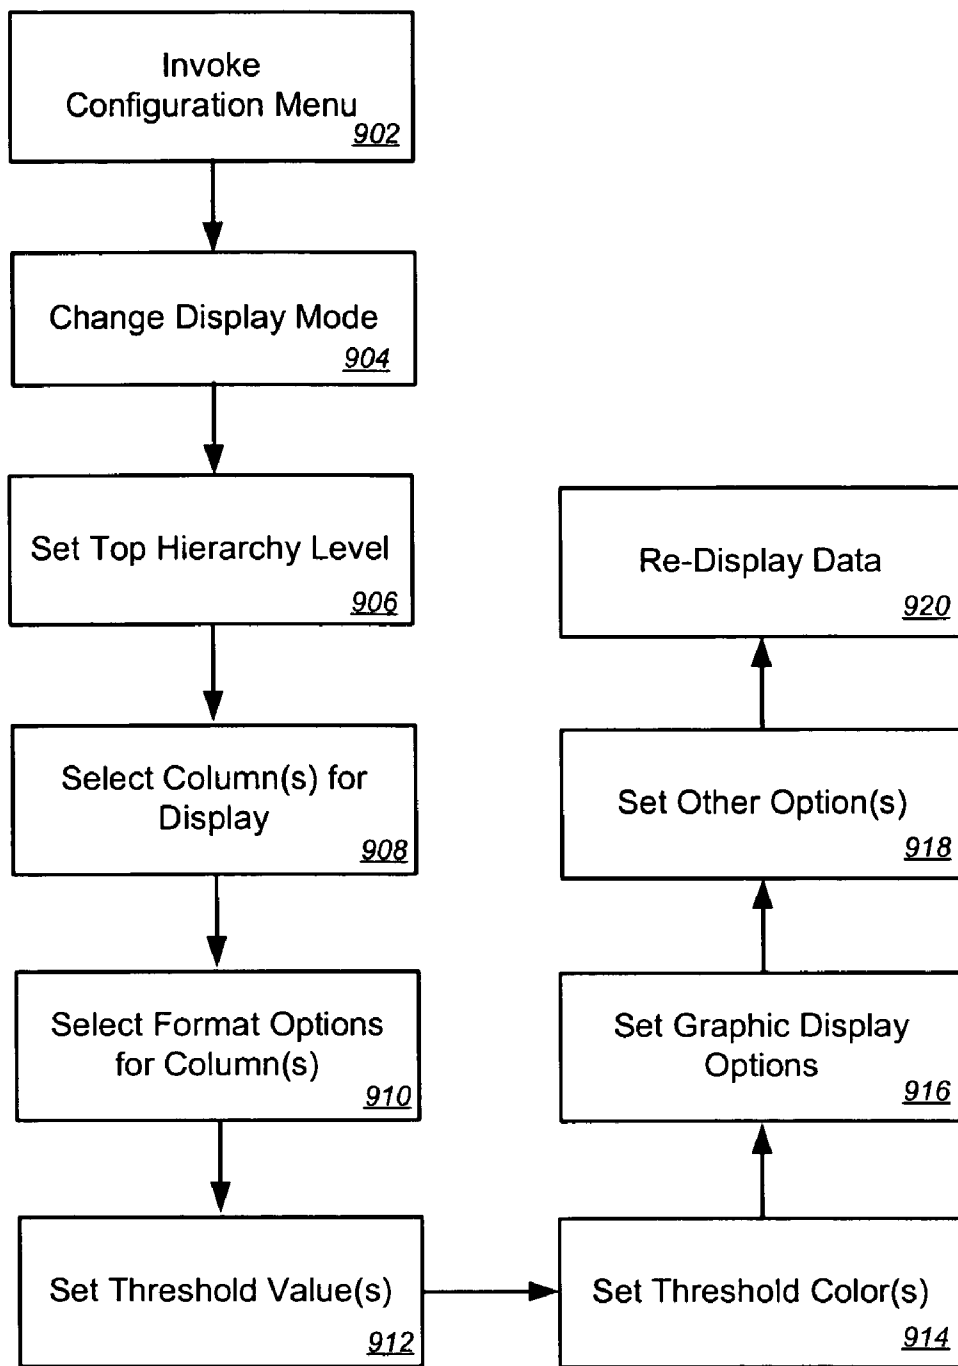 Invoke
Configuration Menu
902
Change Display Mode
904
Set Top Hierarchy Level
906
Select Column(s) for
Display
908
Select Format Options
for Column(s)
910
Set Threshold Value(s)
912
Set Threshold Color(s)
914
Set Graphic Display
Options
916
Set Other Option(s)
918
Re-Display Data
920